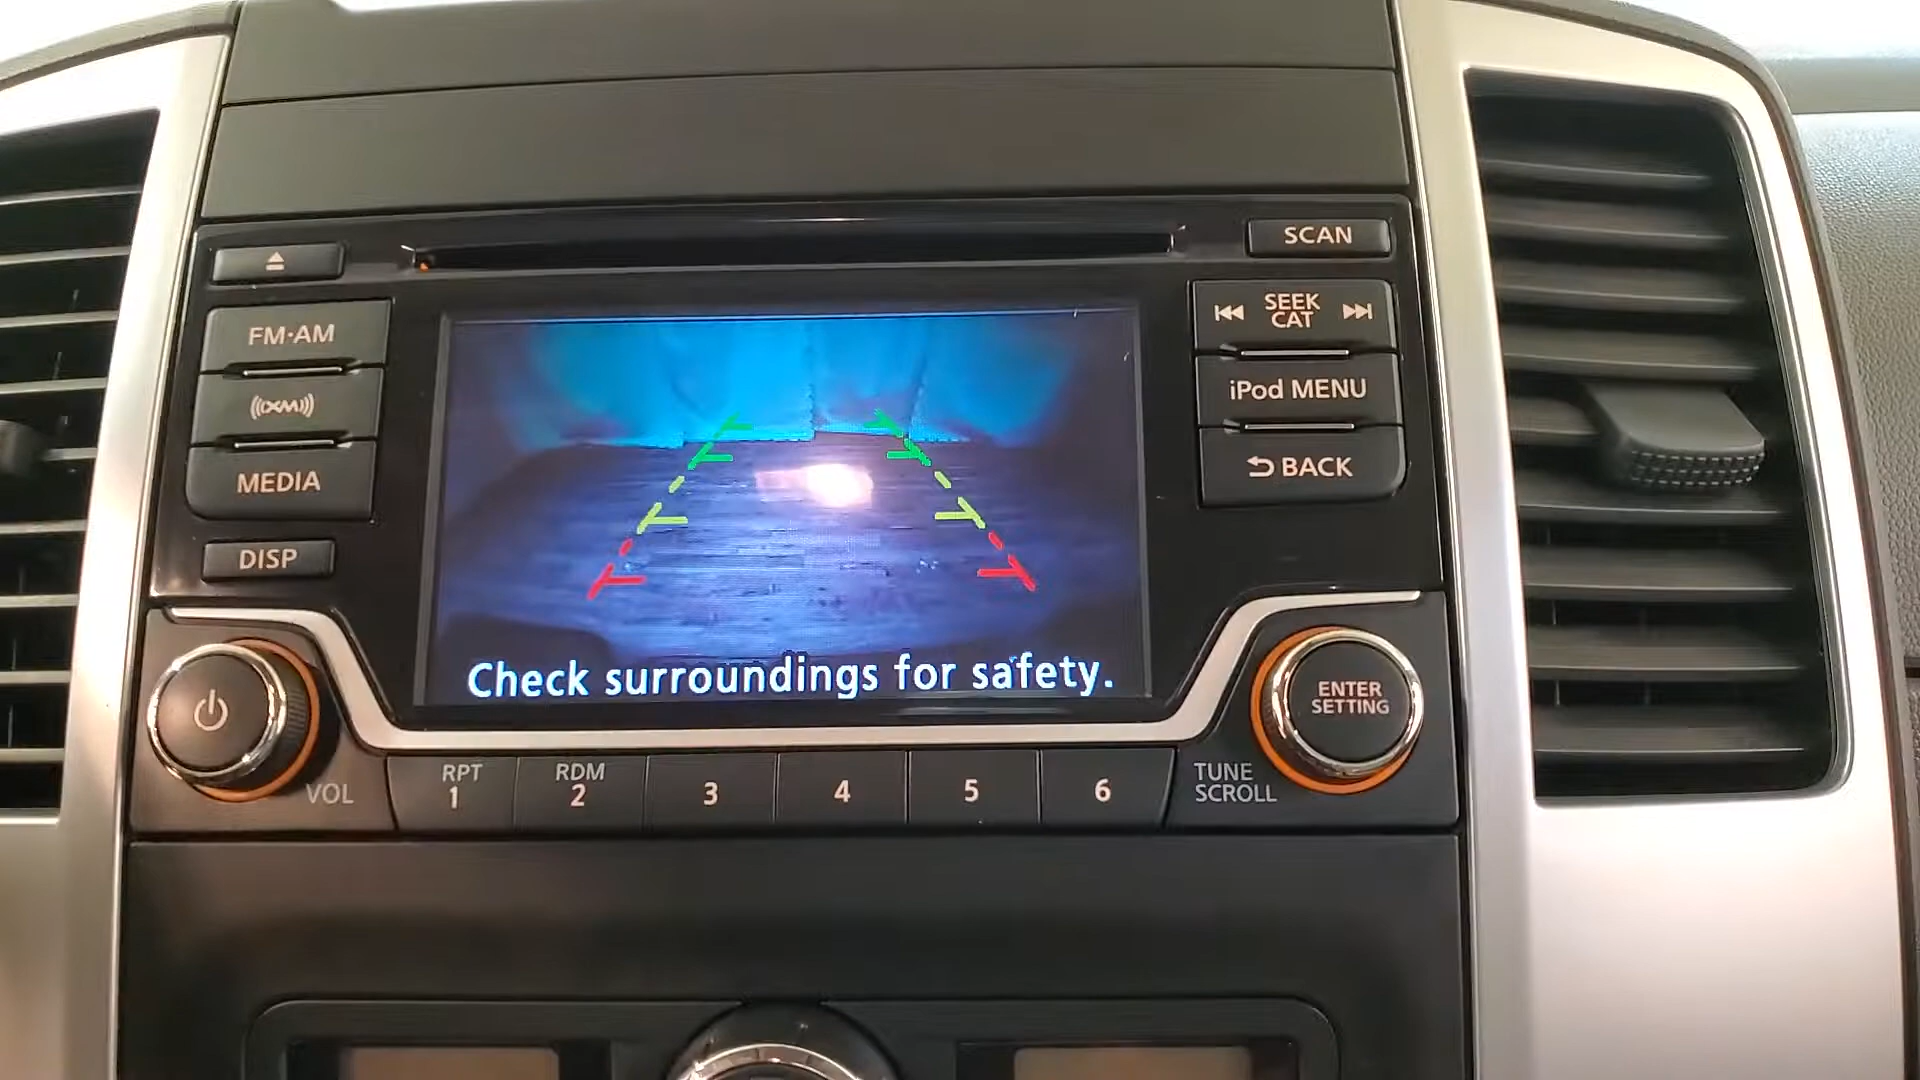 SCAN
FM·AM
SEEK
CAT
XM
iPod MENU
MEDIA
BACK
DISP
Check surroundings for safety.
ENTER
SETTING
VOL
RPT
1
RDM
2
3
4
5
6
TUNE
SCROLL